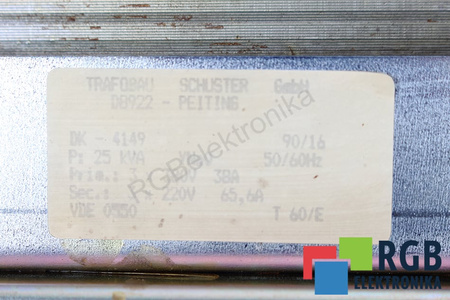 TRAFOBAU SCHUSTER GmbH
D8922 - PEITING.
DK - 4149 90/16
P: 25 KVA 50/60Hz
Prim.: 3 38A
Sec.: 220V 65,6A
VDE 0550 T 60/E
RGBelektronika
RGB
ELEKTRONIKA